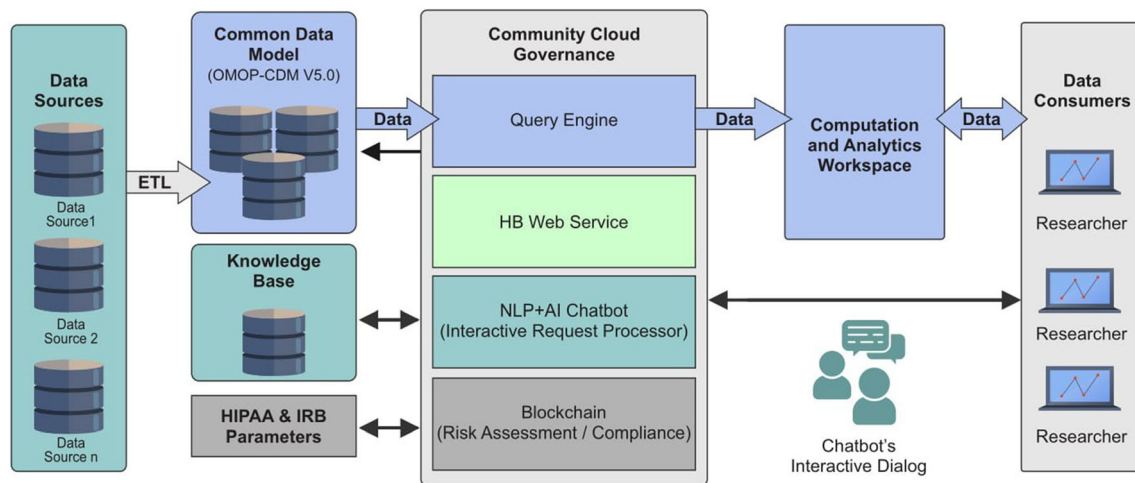 Data
Sources
Data
Source1
Data
Source 2
Data
Source n
ETL
Common Data
Model
(OMOP-CDM V5.0)
Data
Knowledge
Base
HIPAA & IRB
Parameters
Community Cloud
Governance
Query Engine
HB Web Service
NLP+AI Chatbot
(Interactive Request Processor)
Blockchain
(Risk Assessment / Compliance)
Data
Computation
and Analytics
Workspace
Data
Chatbot's
Interactive Dialog
Data
Consumers
Researcher
Researcher
Researcher